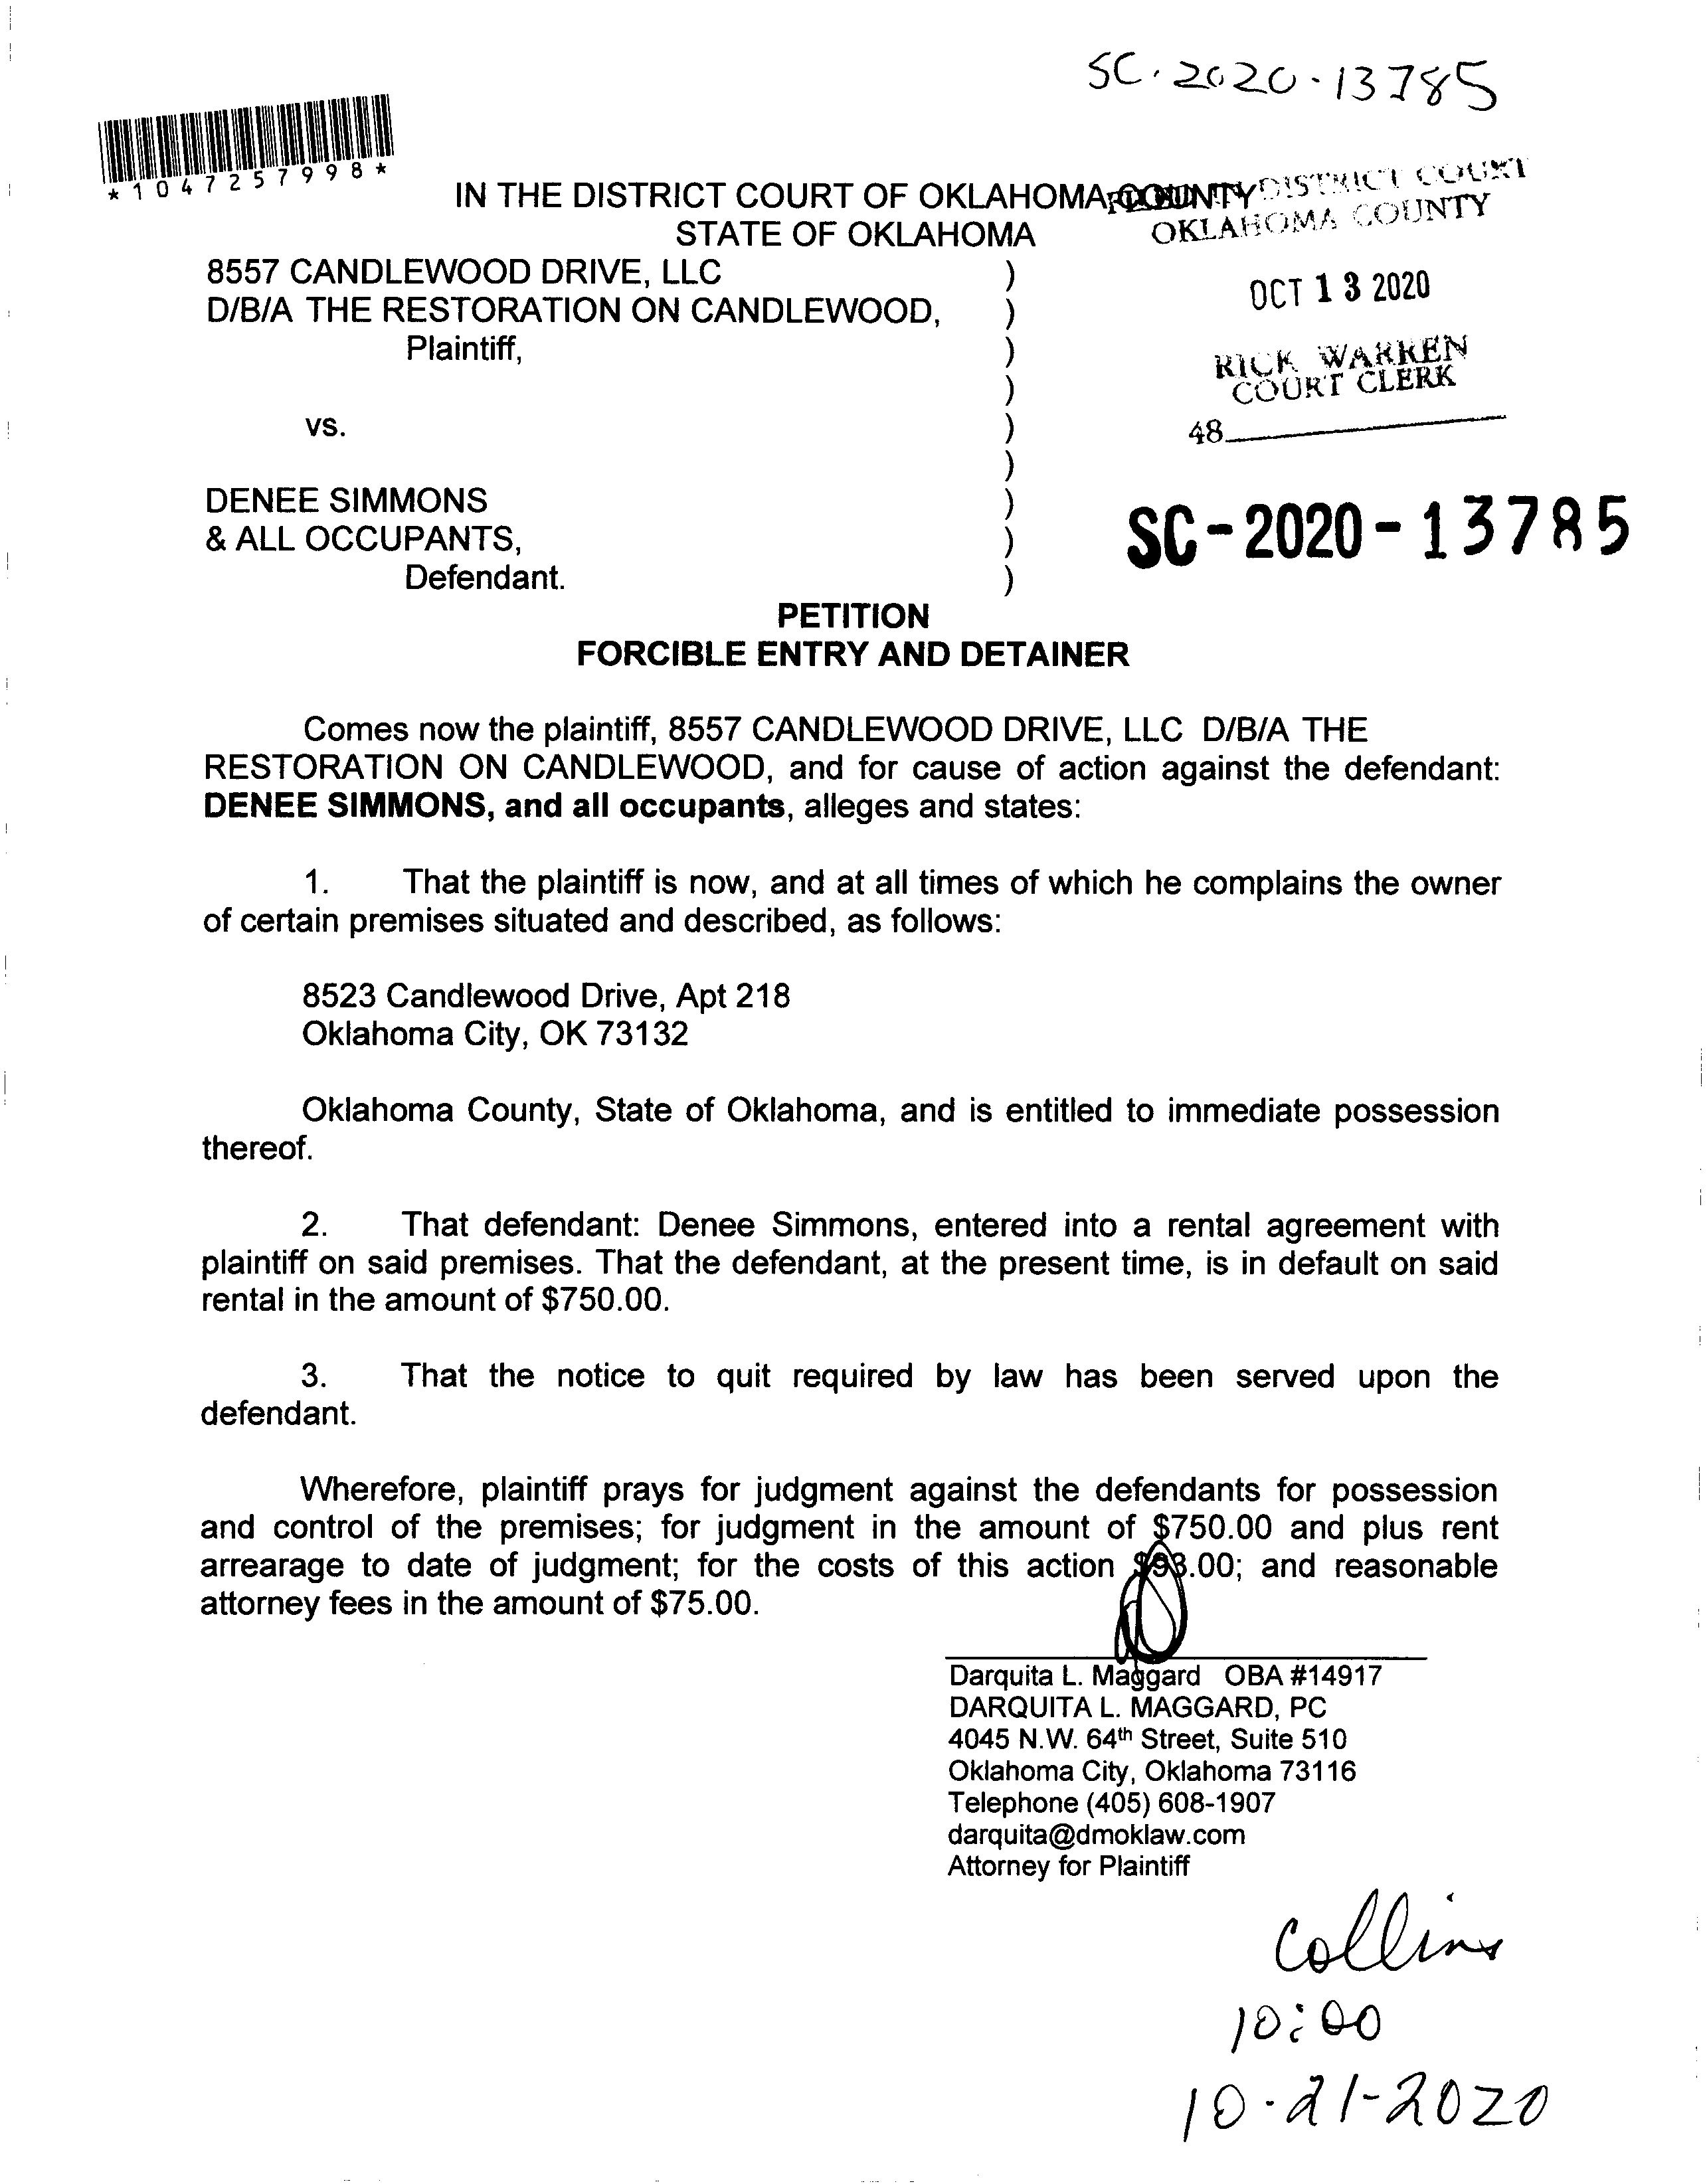 SC-2020-13785
*1047257998*
IN THE DISTRICT COURT OF OKLAHOMA COUNTY
STATE OF OKLAHOMA
DISTRICT COURT
OKLAHOMA COUNTY
OCT 13 2020
RICK WARREN
COURT CLERK
48
8557 CANDLEWOOD DRIVE, LLC )
D/B/A THE RESTORATION ON CANDLEWOOD, )
Plaintiff, )
)
vs. )
)
DENEE SIMMONS )
& ALL OCCUPANTS, )
Defendant. )
SC-2020-13785
PETITION
FORCIBLE ENTRY AND DETAINER
Comes now the plaintiff, 8557 CANDLEWOOD DRIVE, LLC D/B/A THE
RESTORATION ON CANDLEWOOD, and for cause of action against the defendant:
DENEE SIMMONS, and all occupants, alleges and states:
1. That the plaintiff is now, and at all times of which he complains the owner
of certain premises situated and described, as follows:
8523 Candlewood Drive, Apt 218
Oklahoma City, OK 73132
Oklahoma County, State of Oklahoma, and is entitled to immediate possession
thereof.
2. That defendant: Denee Simmons, entered into a rental agreement with
plaintiff on said premises. That the defendant, at the present time, is in default on said
rental in the amount of $750.00.
3. That the notice to quit required by law has been served upon the
defendant.
Wherefore, plaintiff prays for judgment against the defendants for possession
and control of the premises; for judgment in the amount of $750.00 and plus rent
arrearage to date of judgment; for the costs of this action $93.00; and reasonable
attorney fees in the amount of $75.00.
Darquita L. Maggard OBA #14917
DARQUITA L. MAGGARD, PC
4045 N.W. 64th Street, Suite 510
Oklahoma City, Oklahoma 73116
Telephone (405) 608-1907
darquita@dmoklaw.com
Attorney for Plaintiff
Collins
10:00
10-21-2020